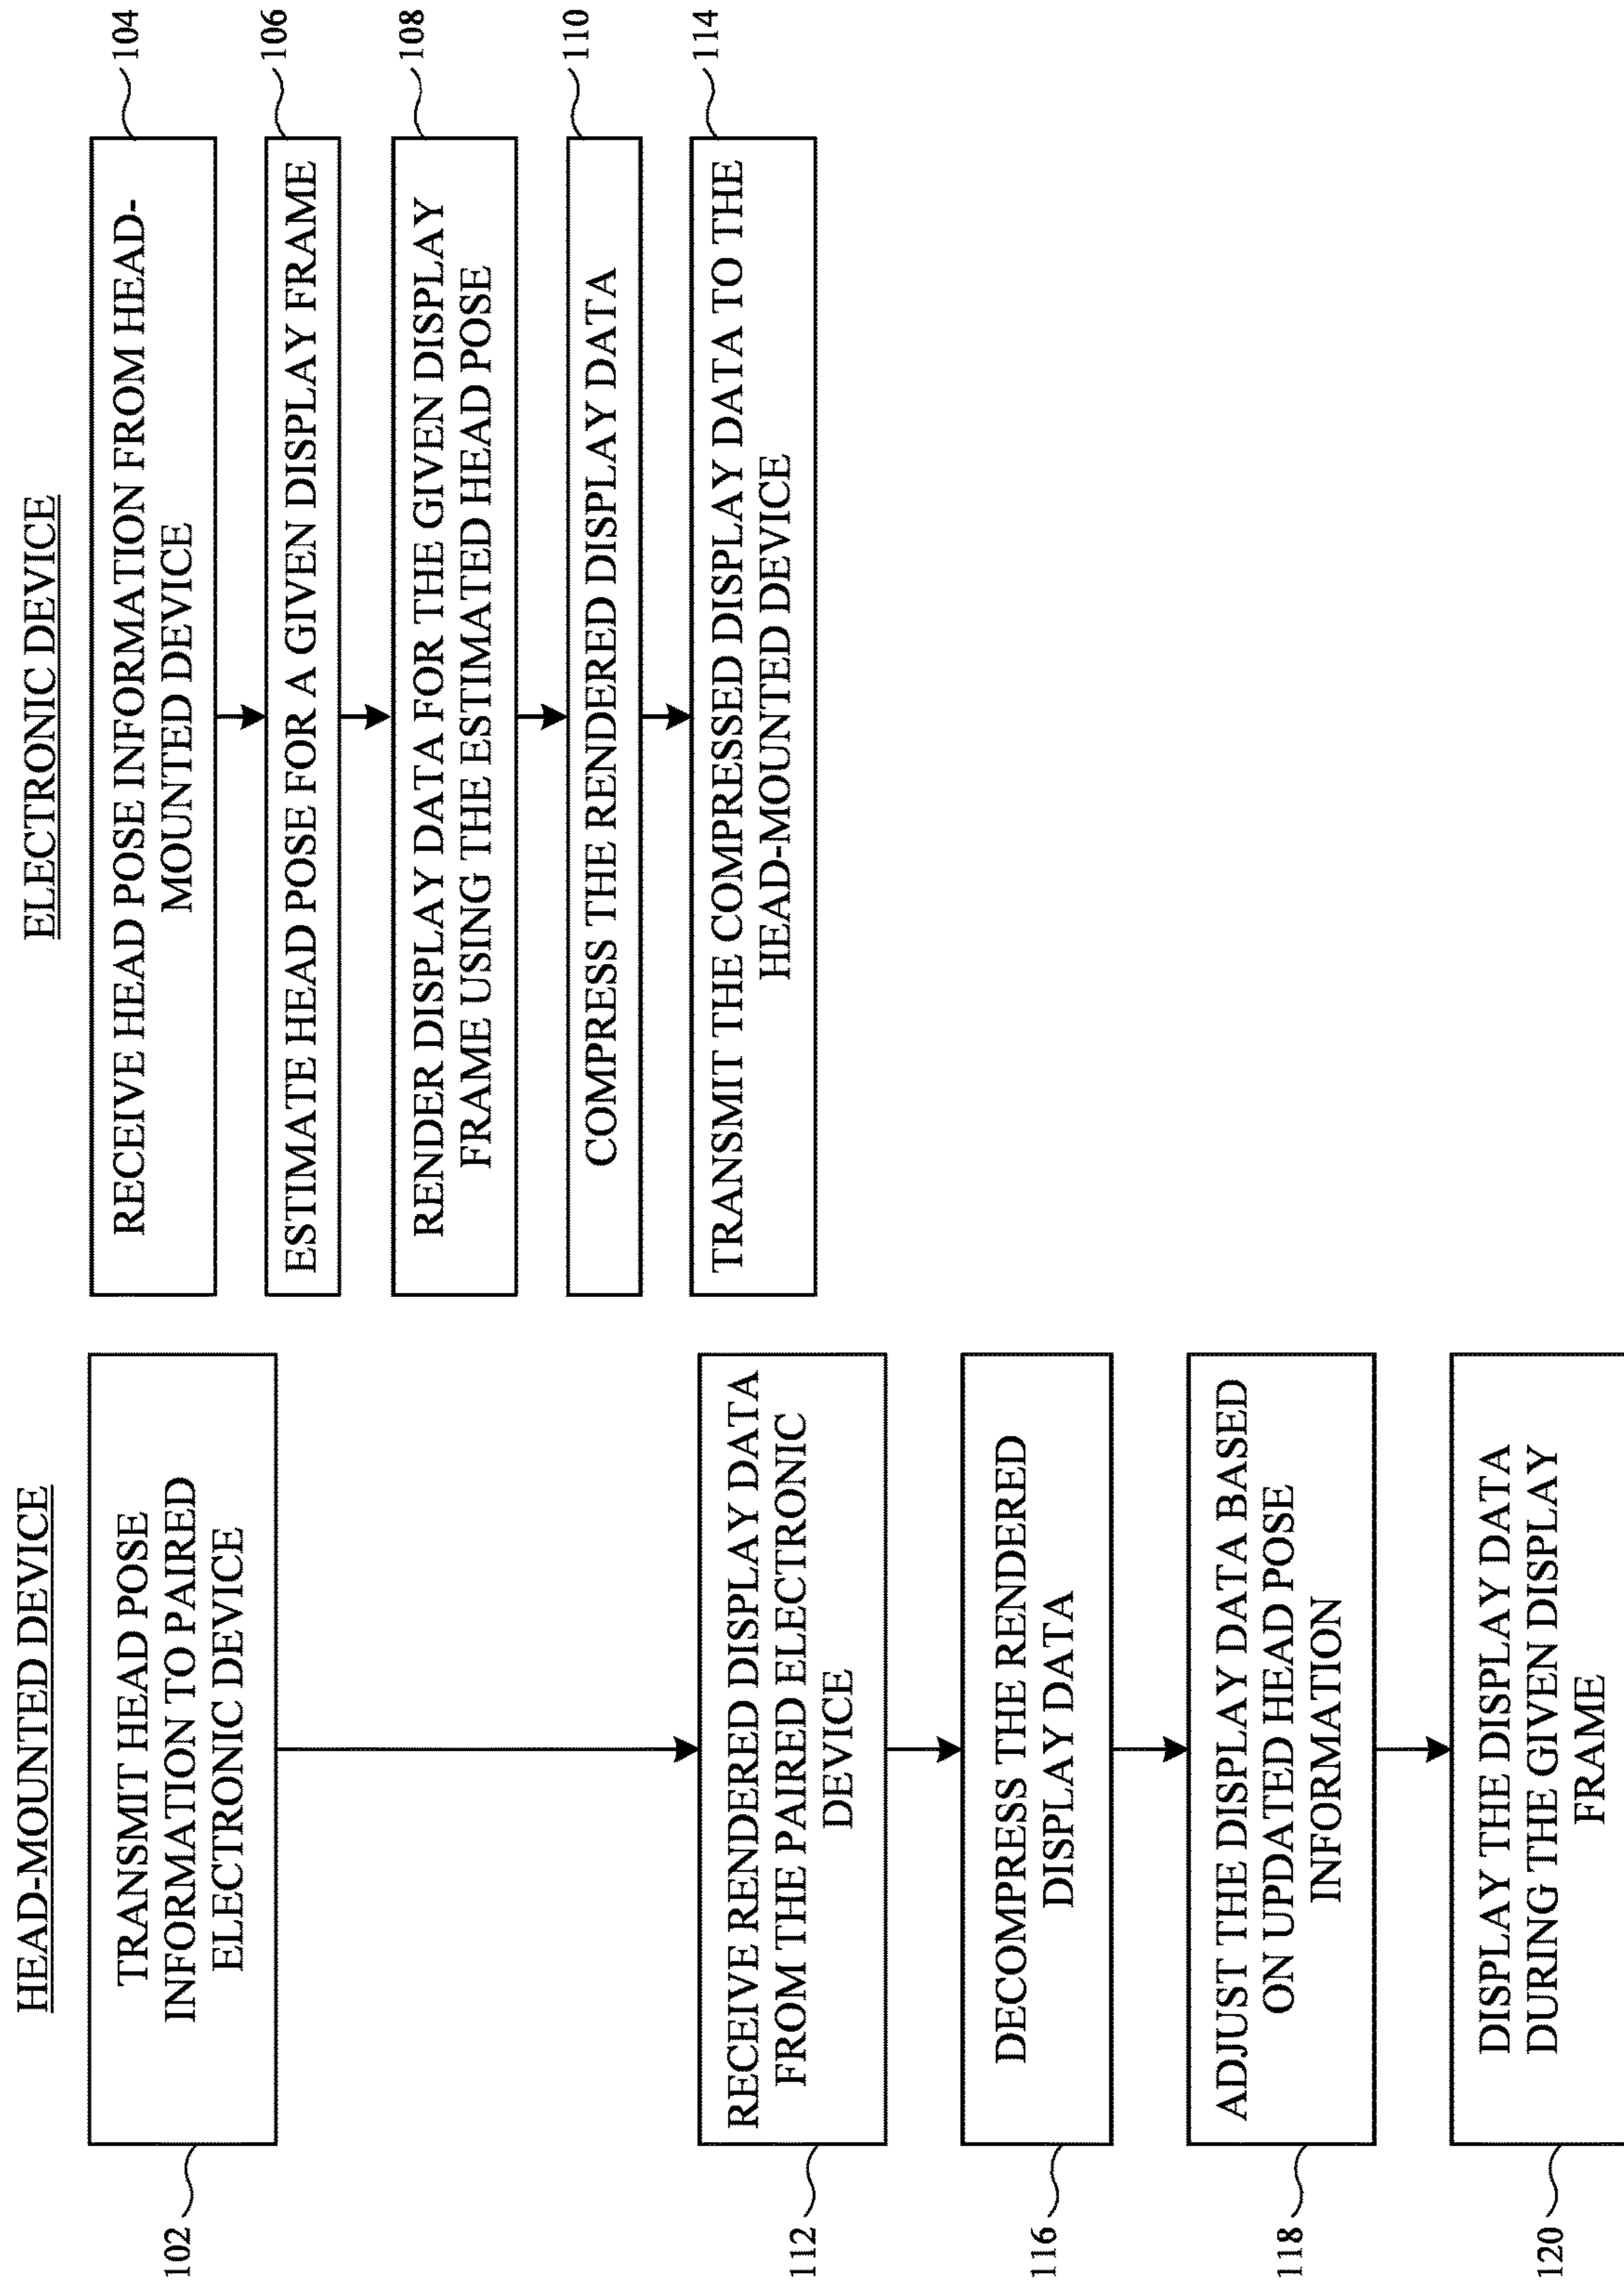 HEAD-MOUNTED DEVICE
102
TRANSMIT HEAD POSE
INFORMATION TO PAIRED
ELECTRONIC DEVICE
112
RECEIVE RENDERED DISPLAY DATA
FROM THE PAIRED ELECTRONIC
DEVICE
116
DECOMPRESS THE RENDERED
DISPLAY DATA
118
ADJUST THE DISPLAY DATA BASED
ON UPDATED HEAD POSE
INFORMATION
120
DISPLAY THE DISPLAY DATA
DURING THE GIVEN DISPLAY
FRAME
ELECTRONIC DEVICE
RECEIVE HEAD POSE INFORMATION FROM HEAD-
MOUNTED DEVICE
104
ESTIMATE HEAD POSE FOR A GIVEN DISPLAY FRAME
106
RENDER DISPLAY DATA FOR THE GIVEN DISPLAY
FRAME USING THE ESTIMATED HEAD POSE
108
COMPRESS THE RENDERED DISPLAY DATA
110
TRANSMIT THE COMPRESSED DISPLAY DATA TO THE
HEAD-MOUNTED DEVICE
114